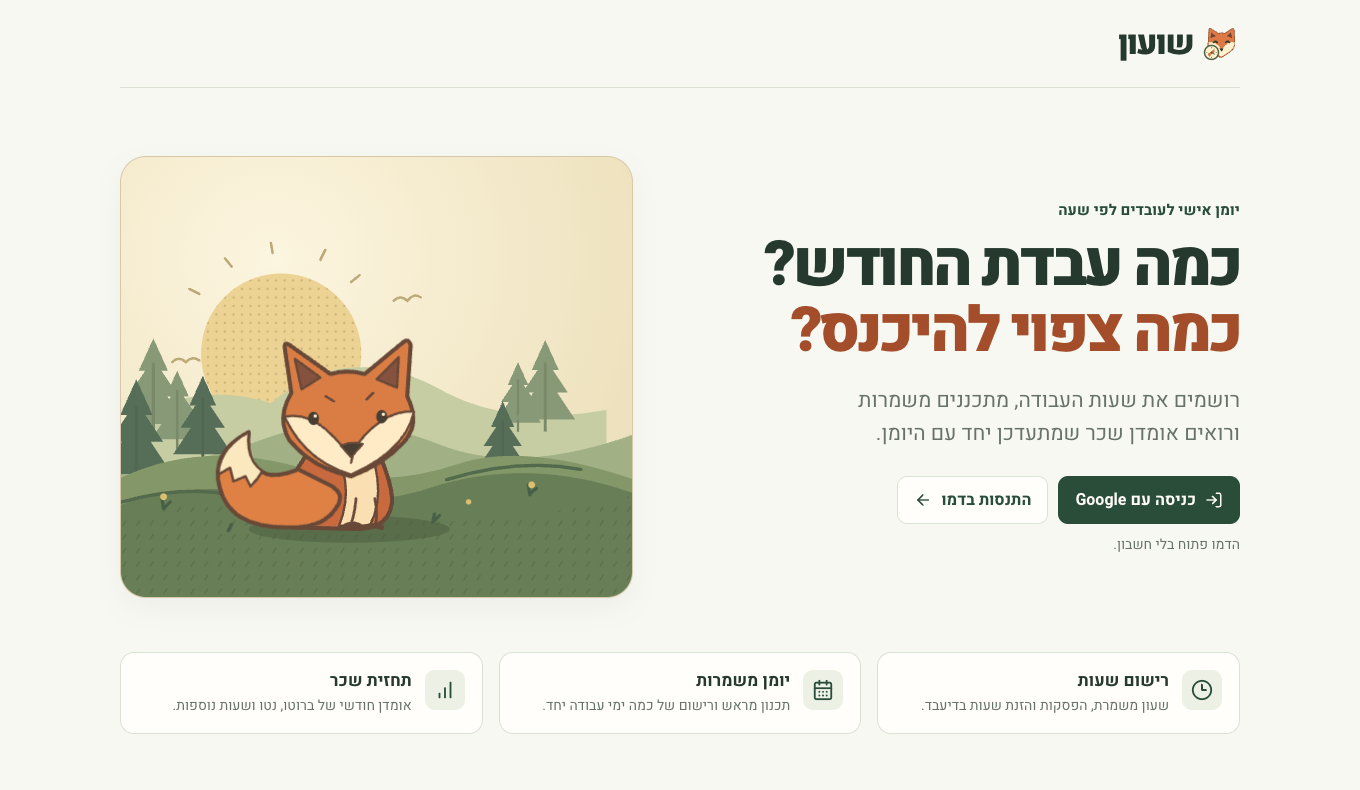 שועון
יומן אישי לעובדים לפי שעה
כמה עבדת החודש?
כמה צפוי להיכנס?
רושמים את שעות העבודה, מתכננים משמרות
ורואים אומדן שכר שמתעדכן יחד עם היומן.
כניסה עם Google
התנסות בדמו
הדמו פתוח בלי חשבון.
רישום שעות
שעון משמרת, הפסקות והזנת שעות בדיעבד.
יומן משמרות
תכנון מראש ורישום של כמה ימי עבודה יחד.
תחזית שכר
אומדן חודשי של ברוטו, נטו ושעות נוספות.